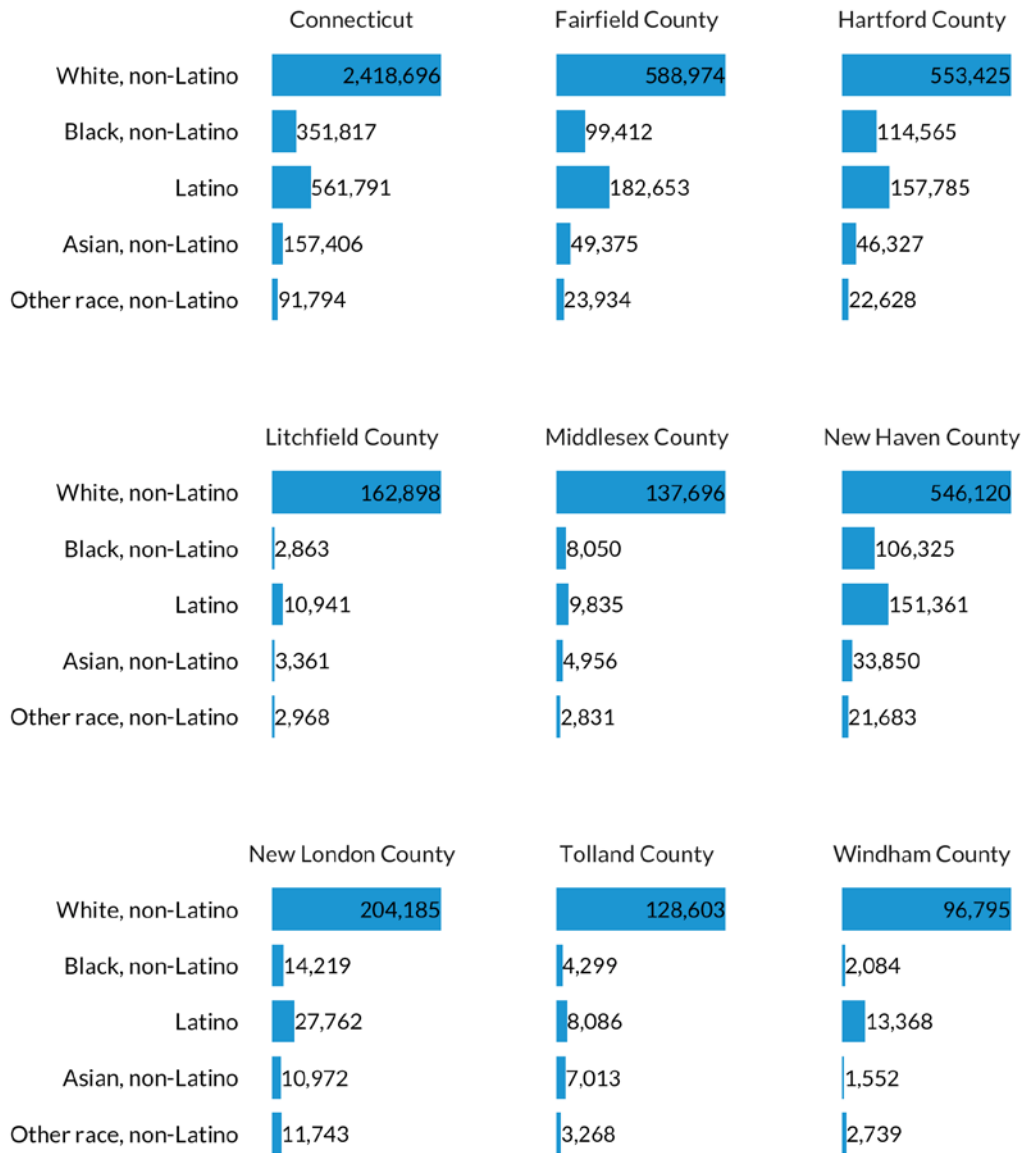 Connecticut Fairfield County Hartford County
White, non-Latino 2,418,696 588,974 553,425
Black, non-Latino 351,817 99,412 114,565
Latino 561,791 182,653 157,785
Asian, non-Latino 157,406 49,375 46,327
Other race, non-Latino 91,794 23,934 22,628
Litchfield County Middlesex County New Haven County
White, non-Latino 162,898 137,696 546,120
Black, non-Latino 2,863 8,050 106,325
Latino 10,941 9,835 151,361
Asian, non-Latino 3,361 4,956 33,850
Other race, non-Latino 2,968 2,831 21,683
New London County Tolland County Windham County
White, non-Latino 204,185 128,603 96,795
Black, non-Latino 14,219 4,299 2,084
Latino 27,762 8,086 13,368
Asian, non-Latino 10,972 7,013 1,552
Other race, non-Latino 11,743 3,268 2,739